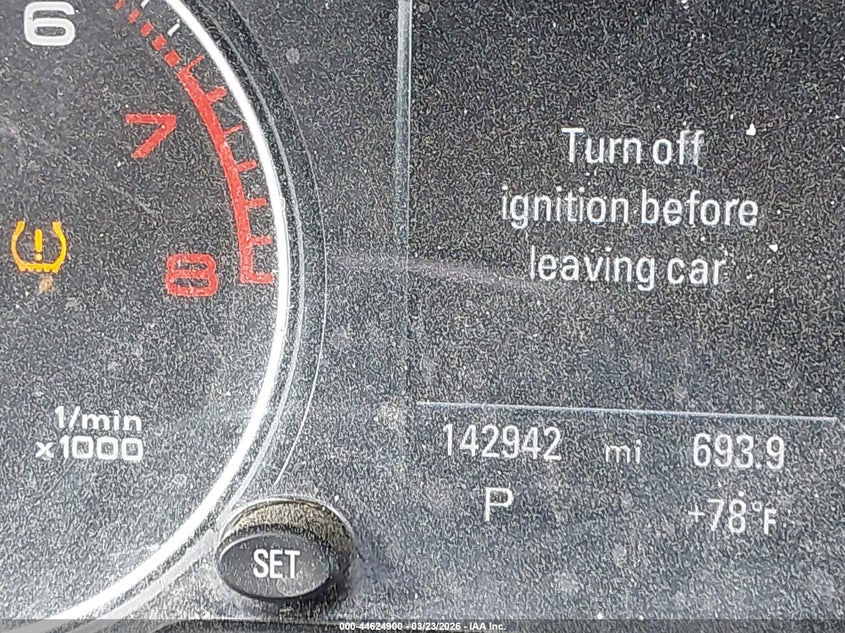 6
7
8
1/min
x1000
Turn off
ignition before
leaving car
142942 mi 693.9
P +78°F
SET
000-44624900 - 03/23/2026 - IAA Inc.